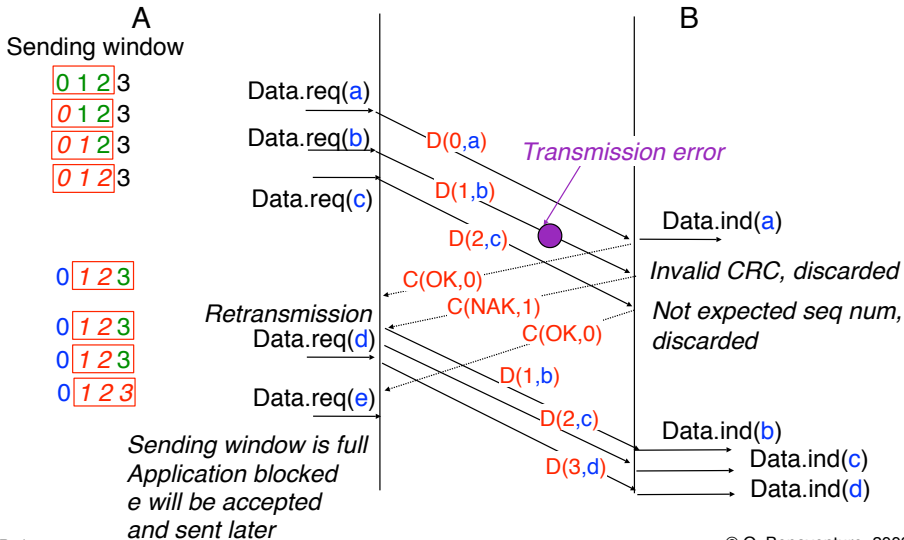 A
B
Sending window
0 1 2 3
Data.req(a)
0 1 2 3
Data.req(b)
D(0,a)
0 1 2 3
Transmission error
0 1 2 3
D(1,b)
Data.req(c)
Data.ind(a)
D(2,c)
0 1 2 3
C(OK,0)
Invalid CRC, discarded
C(NAK,1)
Retransmission
Not expected seq num,
discarded
0 1 2 3
Data.req(d)
C(OK,0)
0 1 2 3
D(1,b)
0 1 2 3
Data.req(e)
D(2,c)
Data.ind(b)
Sending window is full
Application blocked
e will be accepted
and sent later
D(3,d)
Data.ind(c)
Data.ind(d)